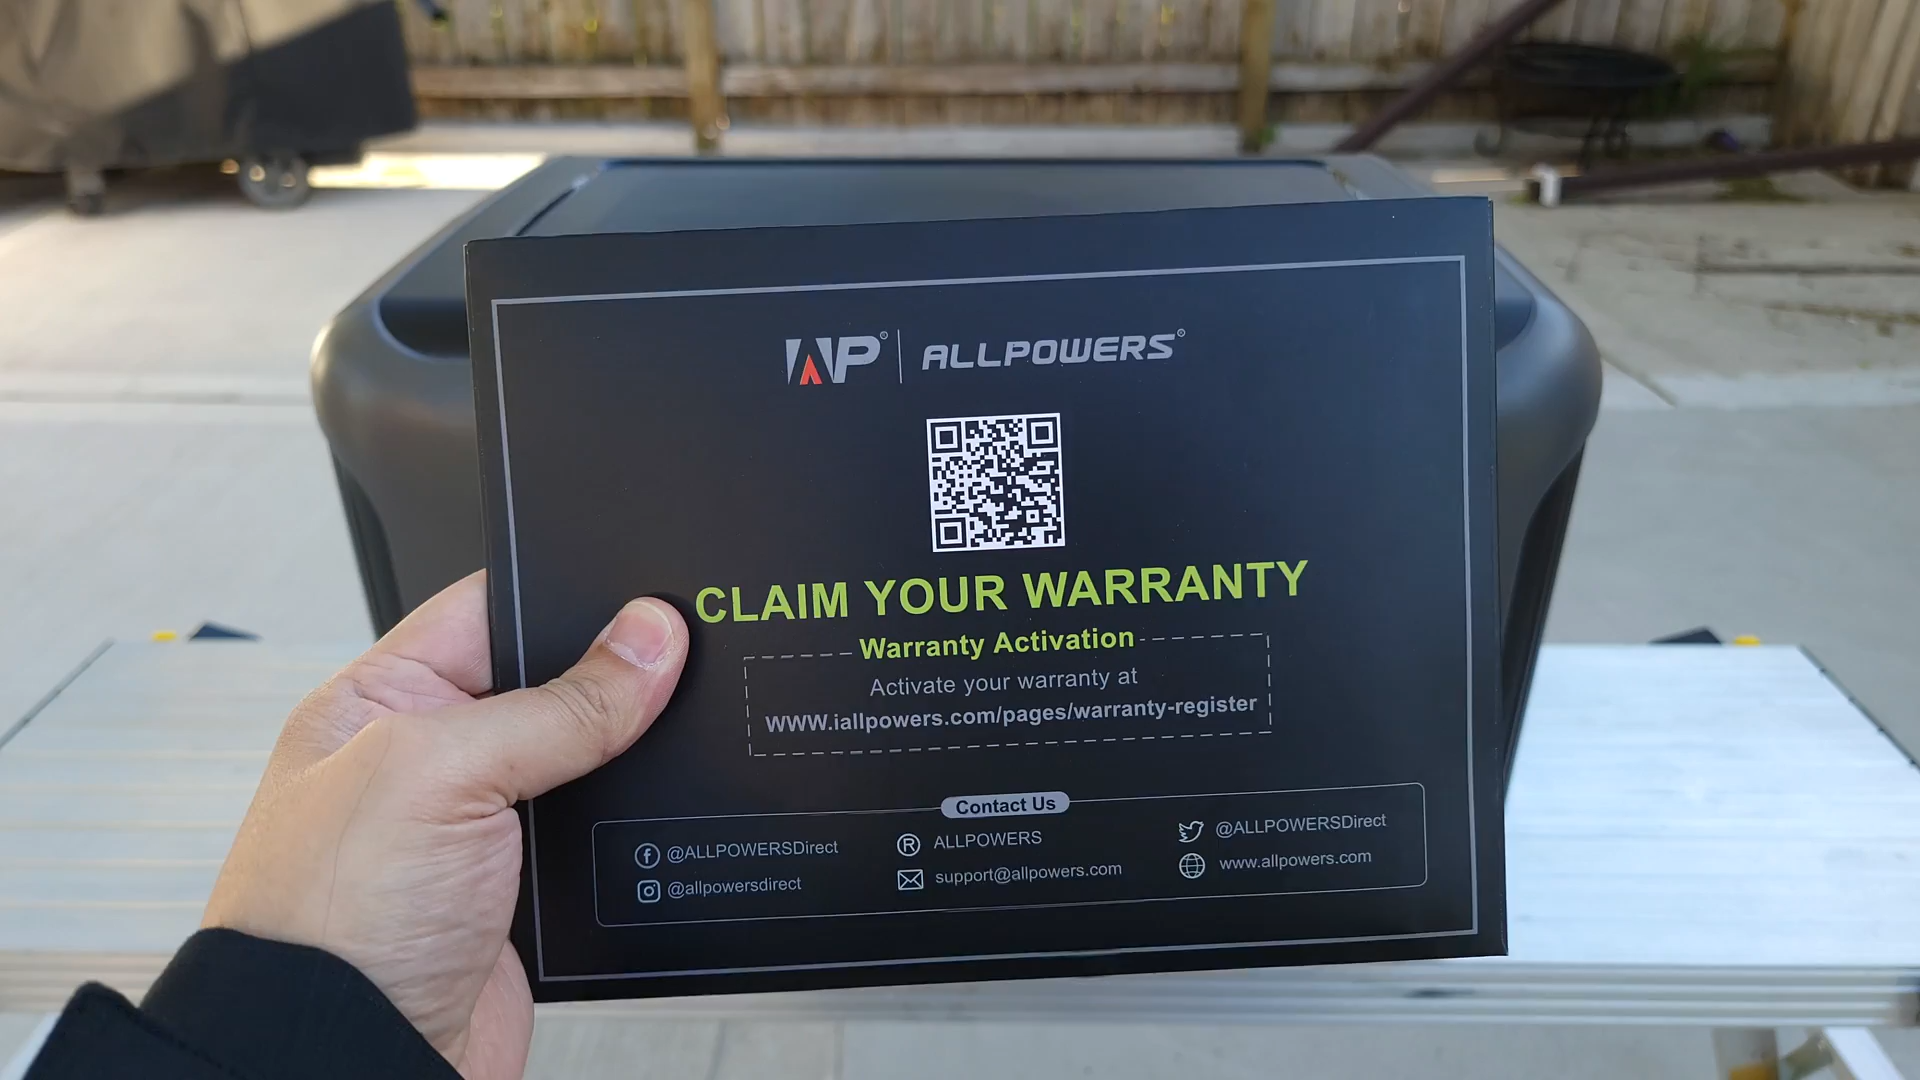 AP® | ALLPOWERS®
CLAIM YOUR WARRANTY
Warranty Activation
Activate your warranty at
WWW.iallpowers.com/pages/warranty-register
Contact Us
@ALLPOWERSDirect
® ALLPOWERS
@ALLPOWERSDirect
@allpowersdirect
support@allpowers.com
www.allpowers.com